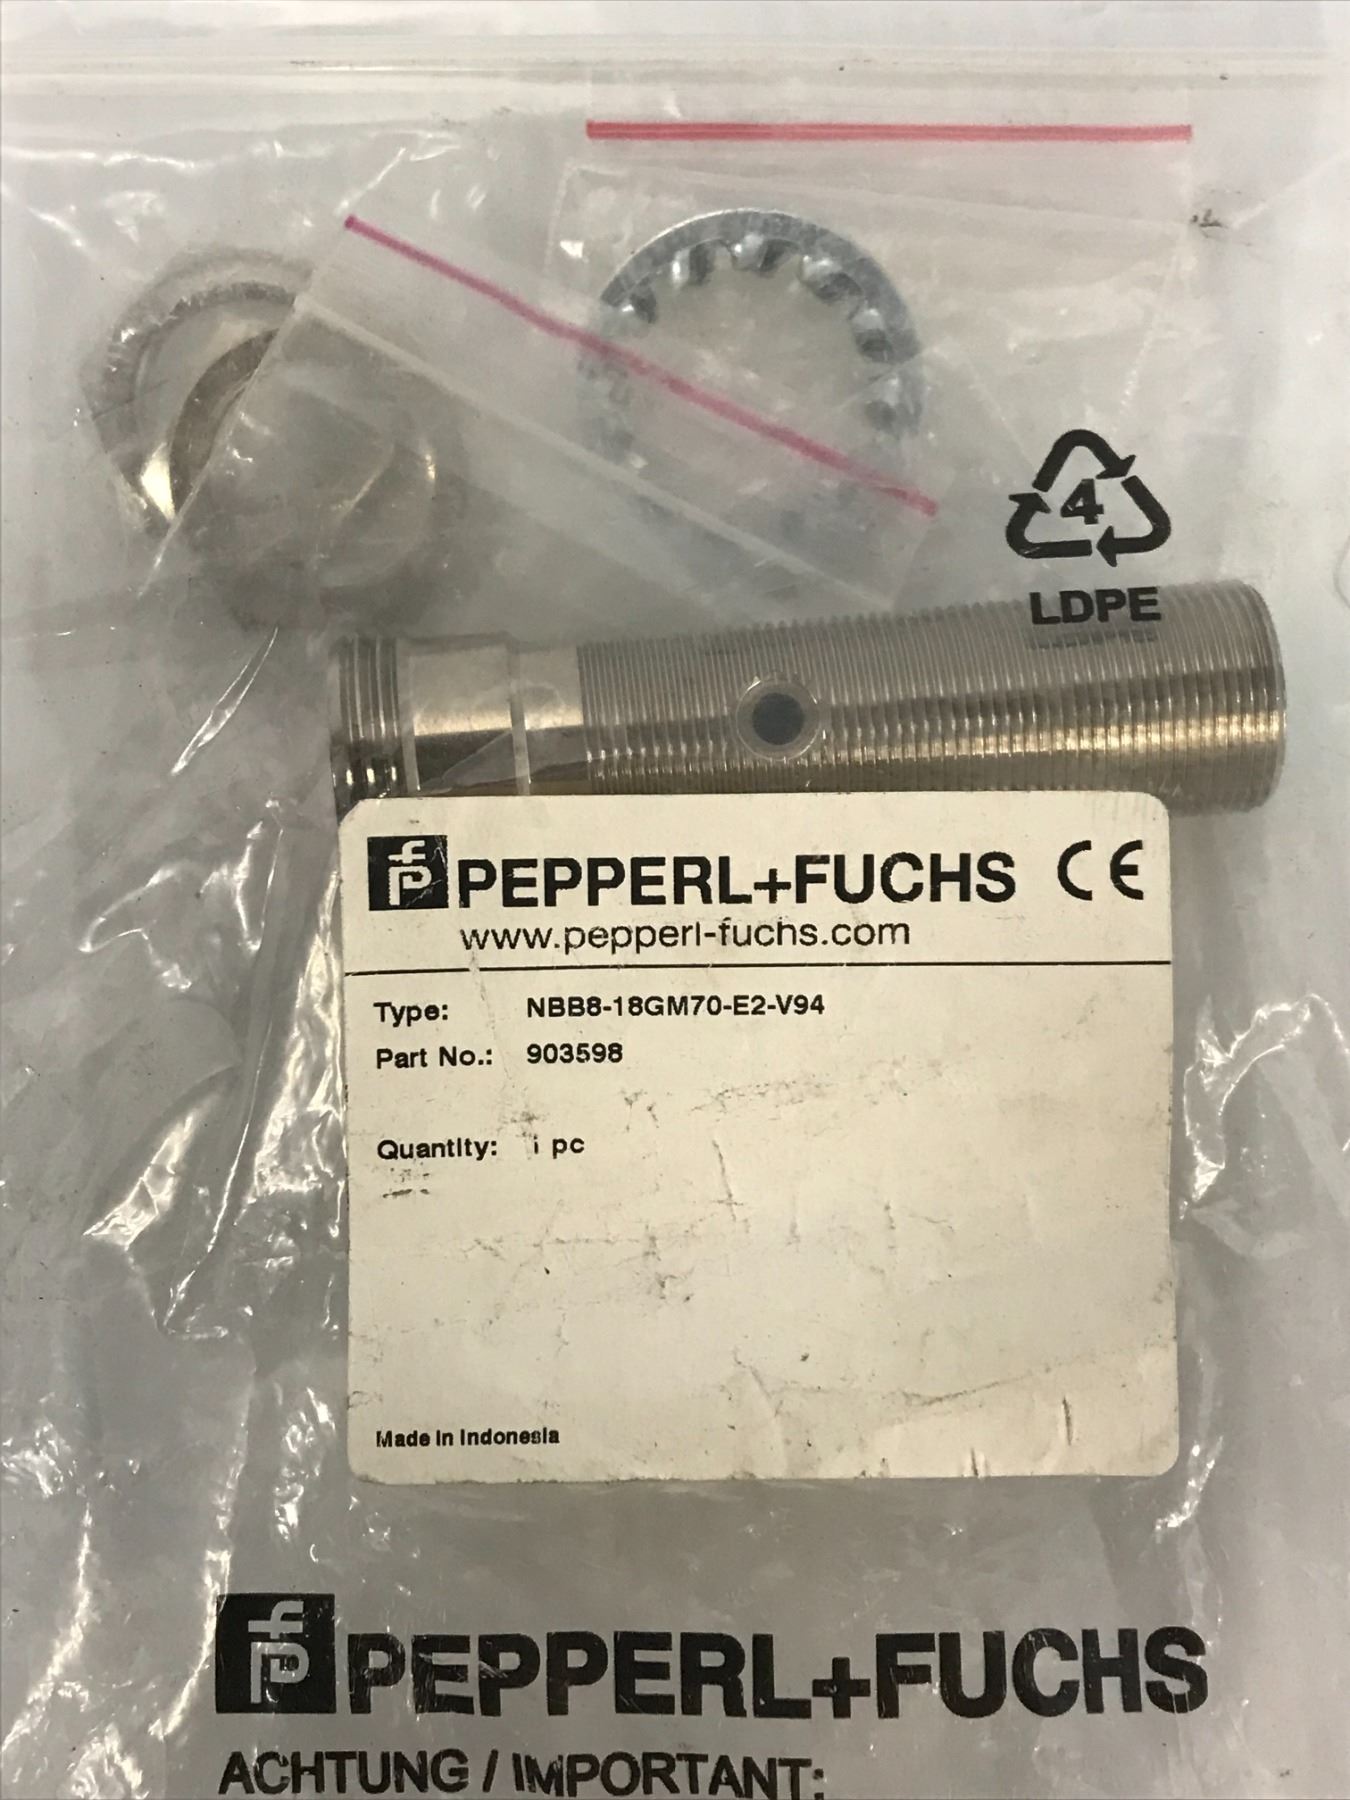 4
LDPE
PEPPERL+FUCHS CE
www.pepperl-fuchs.com
Type: NBB8-18GM70-E2-V94
Part No.: 903598
Quantity: 1 pc
Made in Indonesia
PEPPERL+FUCHS
ACHTUNG / IMPORTANT: